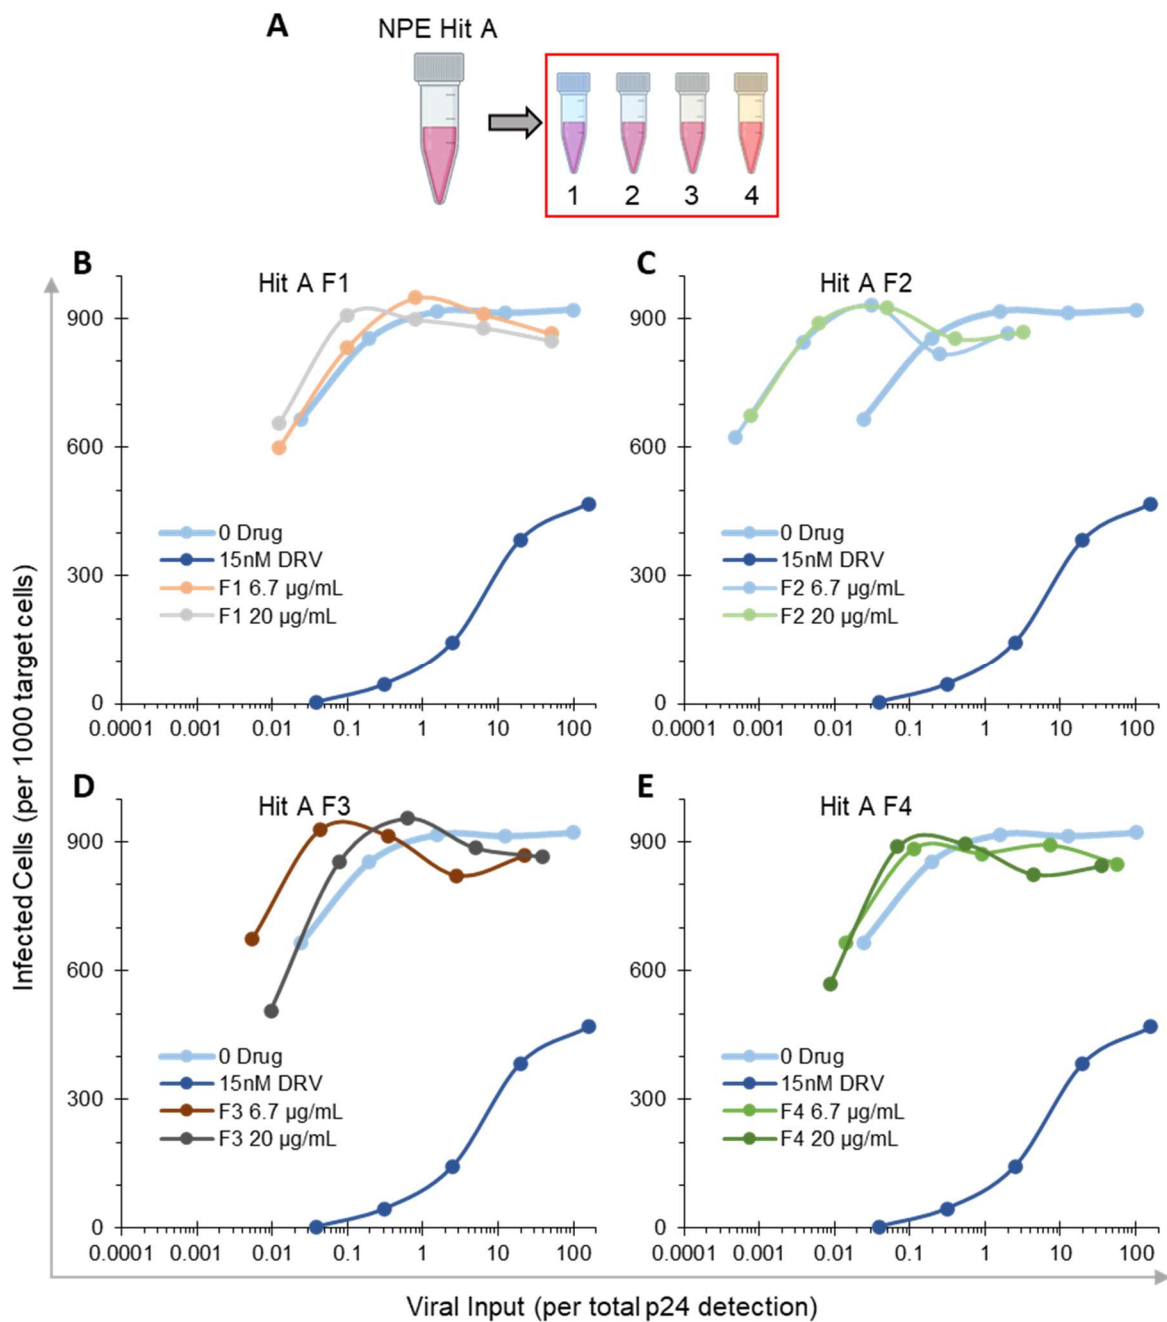 A
NPE Hit A
1 2 3 4
Infected Cells (per 1000 target cells)
B
Hit A F1
900
600
300
0
0 Drug
15nM DRV
F1 6.7 µg/mL
F1 20 µg/mL
0.0001 0.001 0.01 0.1 1 10 100
C
Hit A F2
900
600
300
0
0 Drug
15nM DRV
F2 6.7 µg/mL
F2 20 µg/mL
0.0001 0.001 0.01 0.1 1 10 100
D
Hit A F3
900
600
300
0
0 Drug
15nM DRV
F3 6.7 µg/mL
F3 20 µg/mL
0.0001 0.001 0.01 0.1 1 10 100
E
Hit A F4
900
600
300
0
0 Drug
15nM DRV
F4 6.7 µg/mL
F4 20 µg/mL
0.0001 0.001 0.01 0.1 1 10 100
Viral Input (per total p24 detection)